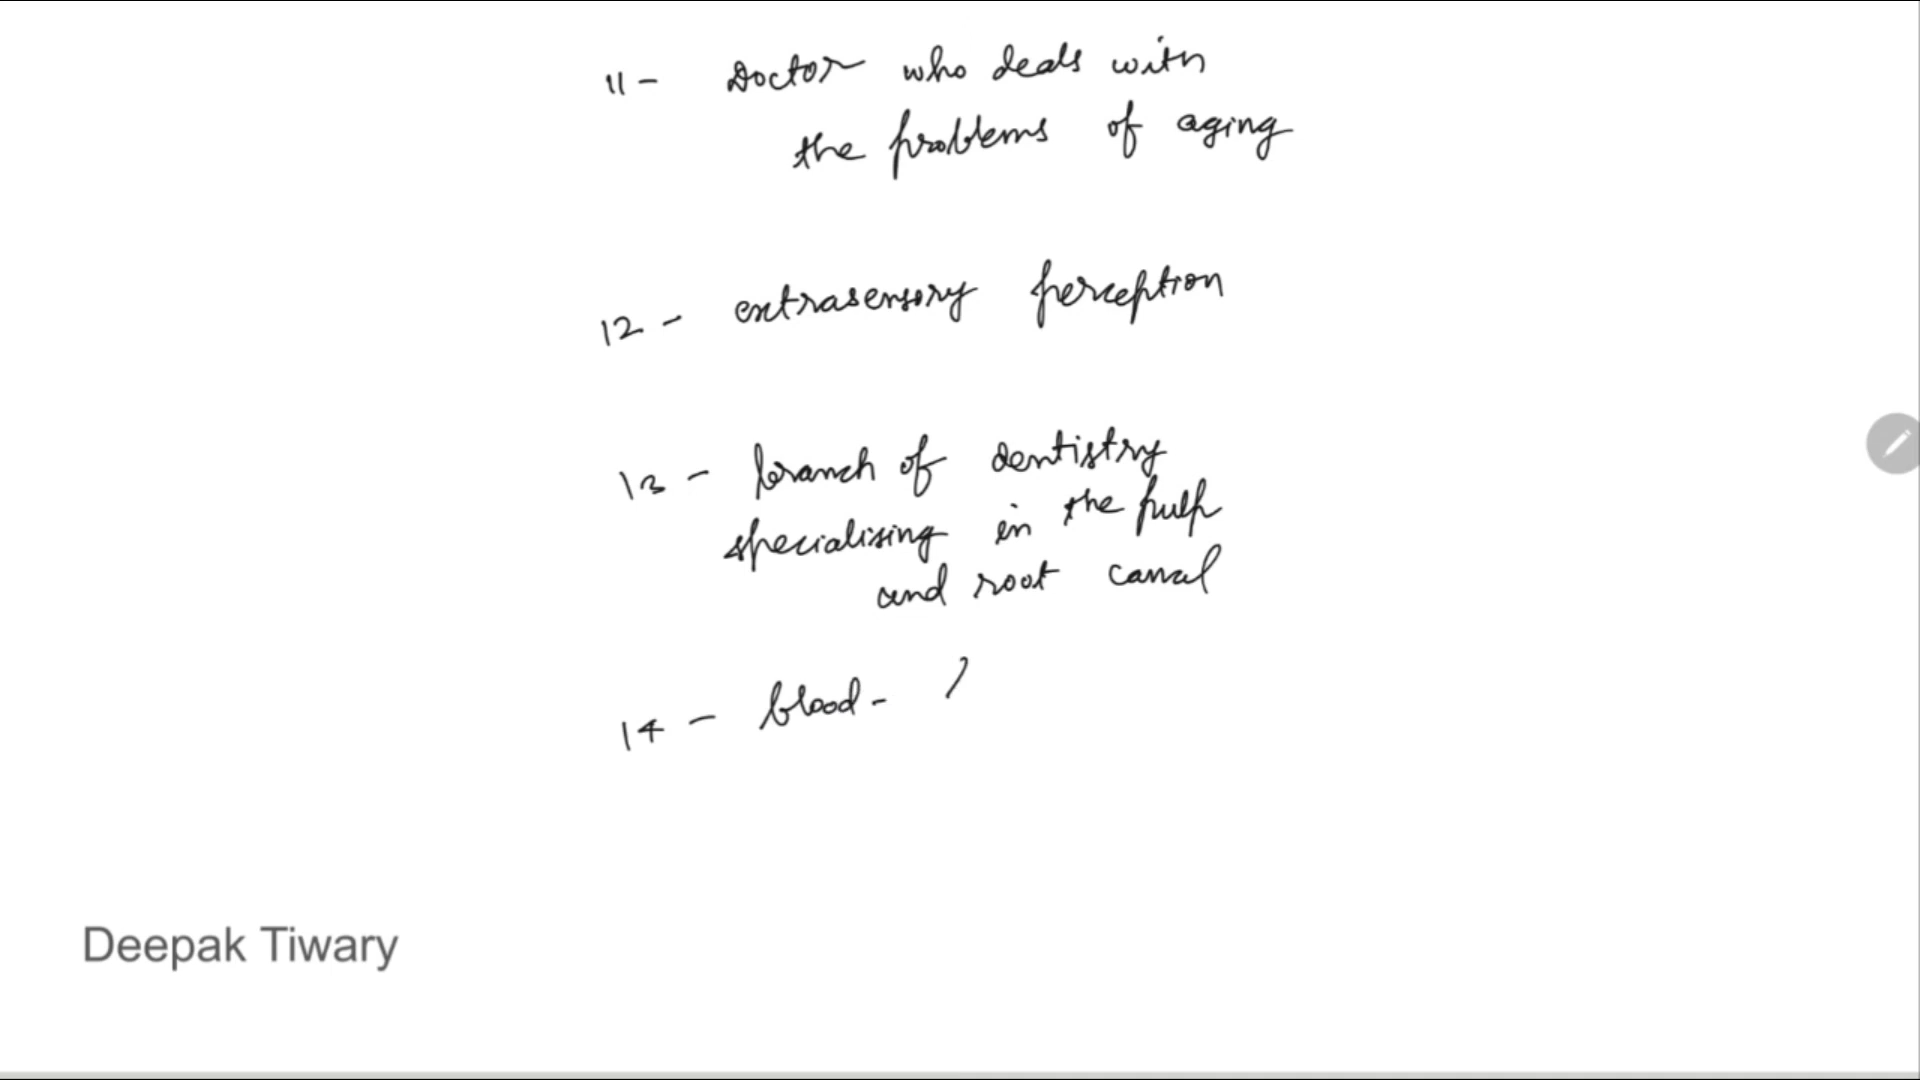 11 - Doctor who deals with
the problems of aging
12 - extrasensory perception
13 - branch of dentistry
specialising in the pulp
and root canal
14 - blood -
Deepak Tiwary